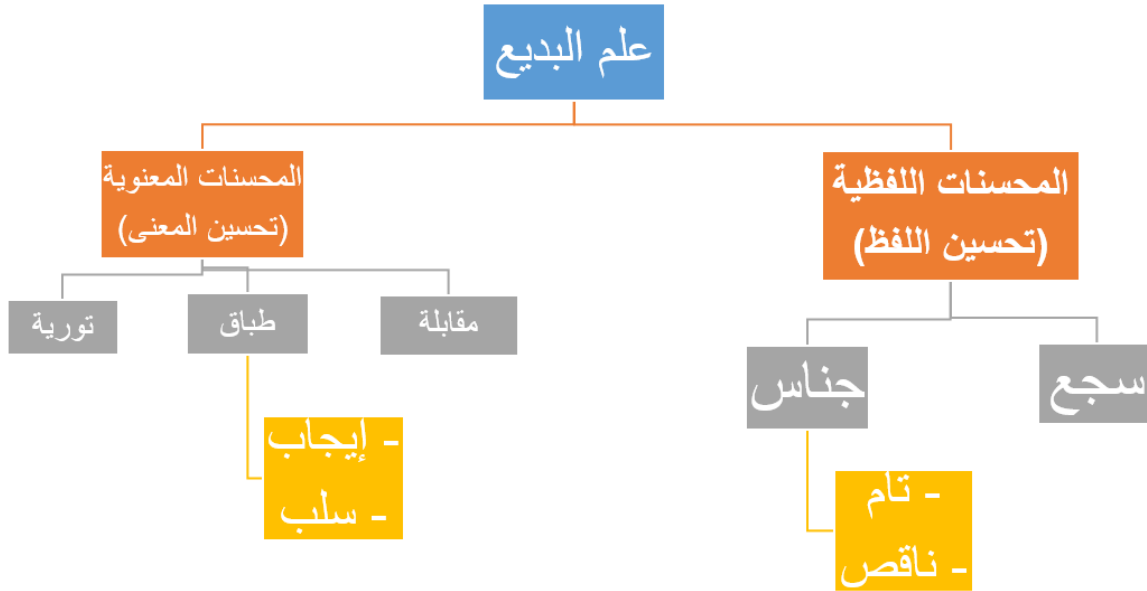 علم البديع
المحسنات اللفظية
(تحسين اللفظ)
سجع
جناس
- تام
- ناقص
المحسنات المعنوية
(تحسين المعنى)
مقابلة
طباق
تورية
- إيجاب
- سلب